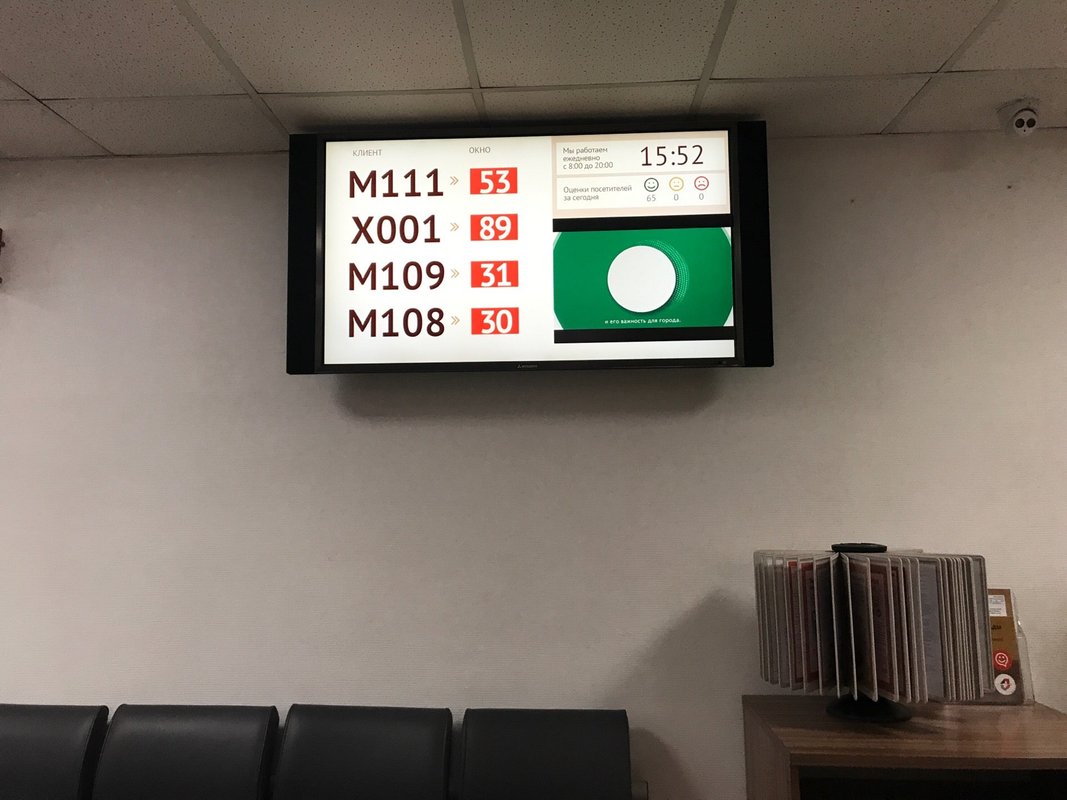 КЛИЕНТ ОКНО
М111 » 53
Х001 » 89
М109 » 31
М108 » 30
Мы работаем
ежедневно
с 8:00 до 20:00
15:52
Оценки посетителей
за сегодня
65 0 0
и его важность для города.